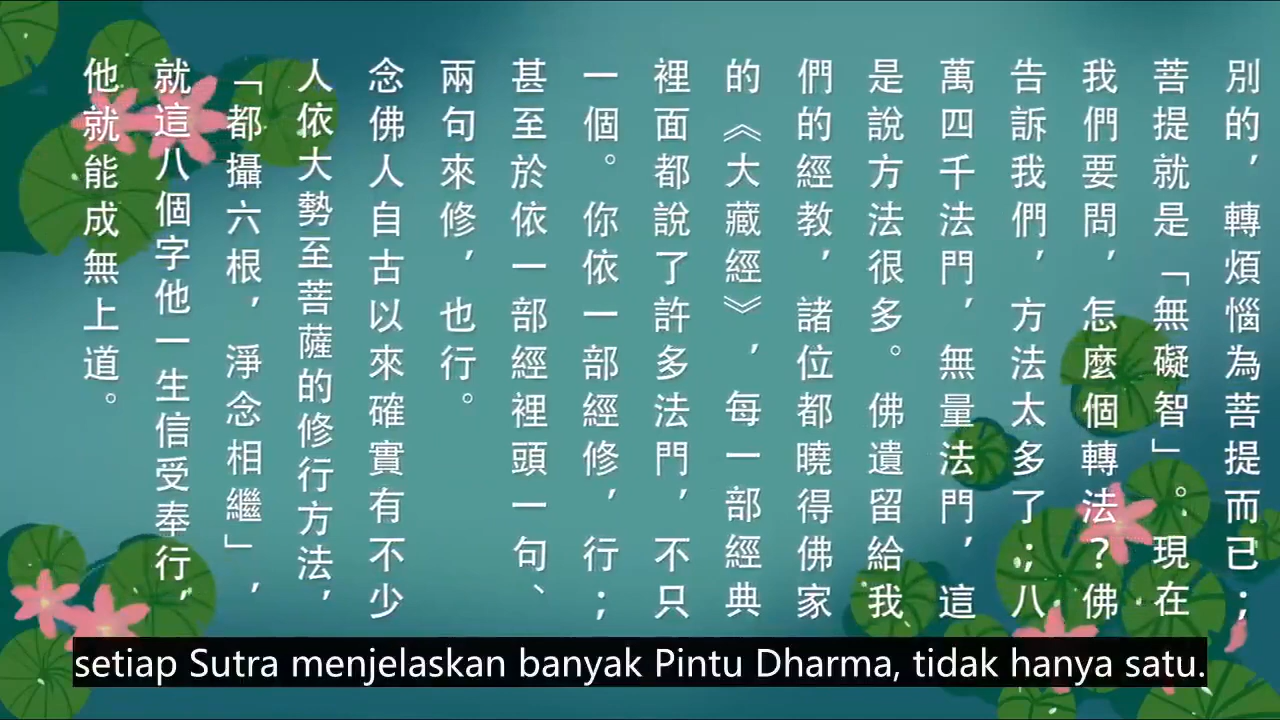 別的，轉煩惱為菩提而已；
菩提就是「無礙智」。現在
我們要問，怎麼個轉法？佛
告訴我們，方法太多了；八
萬四千法門，無量法門，這
是說方法很多。佛遺留給我
們的經教，諸位都曉得佛家
的《大藏經》，每一部經典
裡面都說了許多法門，不只
一個。你依一部經修，行；
甚至於依一部經裡頭一句、
兩句來修，也行。
念佛人自古以來確實有不少
人依大勢至菩薩的修行方法，
「都攝六根，淨念相繼」，
就這八個字他一生信受奉行，
他就能成無上道。
setiap Sutra menjelaskan banyak Pintu Dharma, tidak hanya satu.